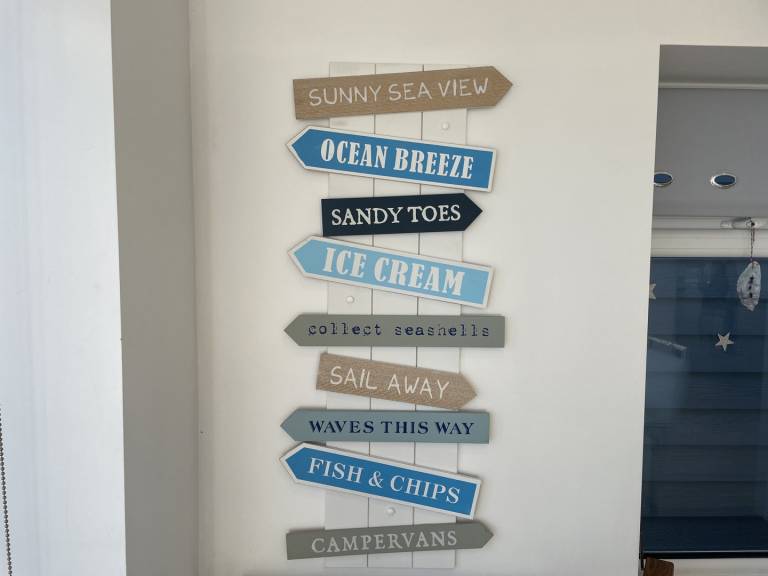 SUNNY SEA VIEW
OCEAN BREEZE
SANDY TOES
ICE CREAM
collect seashells
SAIL AWAY
WAVES THIS WAY
FISH & CHIPS
CAMPERVANS